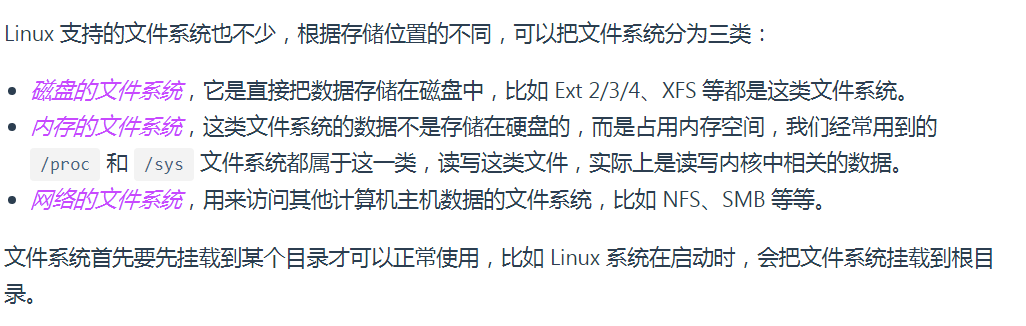 Linux 支持的文件系统也不少，根据存储位置的不同，可以把文件系统分为三类：
• 磁盘的文件系统，它是直接把数据存储在磁盘中，比如 Ext 2/3/4、XFS 等都是这类文件系统。
• 内存的文件系统，这类文件系统的数据不是存储在硬盘的，而是占用内存空间，我们经常用到的
/proc 和 /sys 文件系统都属于这一类，读写这类文件，实际上是读写内核中相关的数据。
• 网络的文件系统，用来访问其他计算机主机数据的文件系统，比如 NFS、SMB 等等。
文件系统首先要先挂载到某个目录才可以正常使用，比如 Linux 系统在启动时，会把文件系统挂载到根目
录。